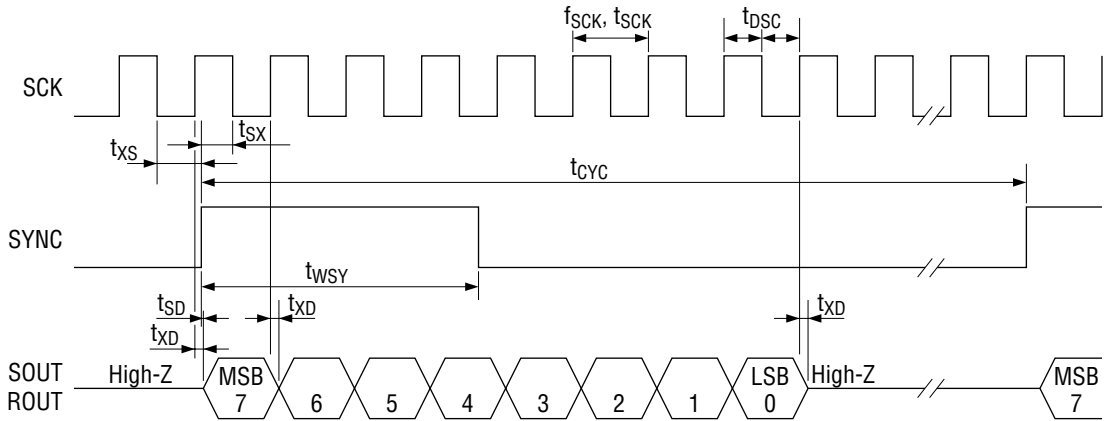 fSCK, tSCK
tDSC
SCK
tSX
tXS
tCYC
SYNC
tWSY
tSD
tXD
tXD
tXD
SOUT
ROUT
High-Z
MSB
7
6
5
4
3
2
1
LSB
0
High-Z
MSB
7